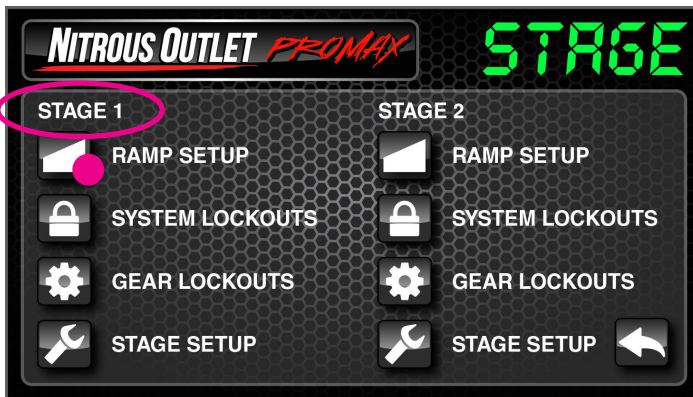 NITROUS OUTLET PROMAX
STAGE
STAGE 1
RAMP SETUP
SYSTEM LOCKOUTS
GEAR LOCKOUTS
STAGE SETUP
STAGE 2
RAMP SETUP
SYSTEM LOCKOUTS
GEAR LOCKOUTS
STAGE SETUP